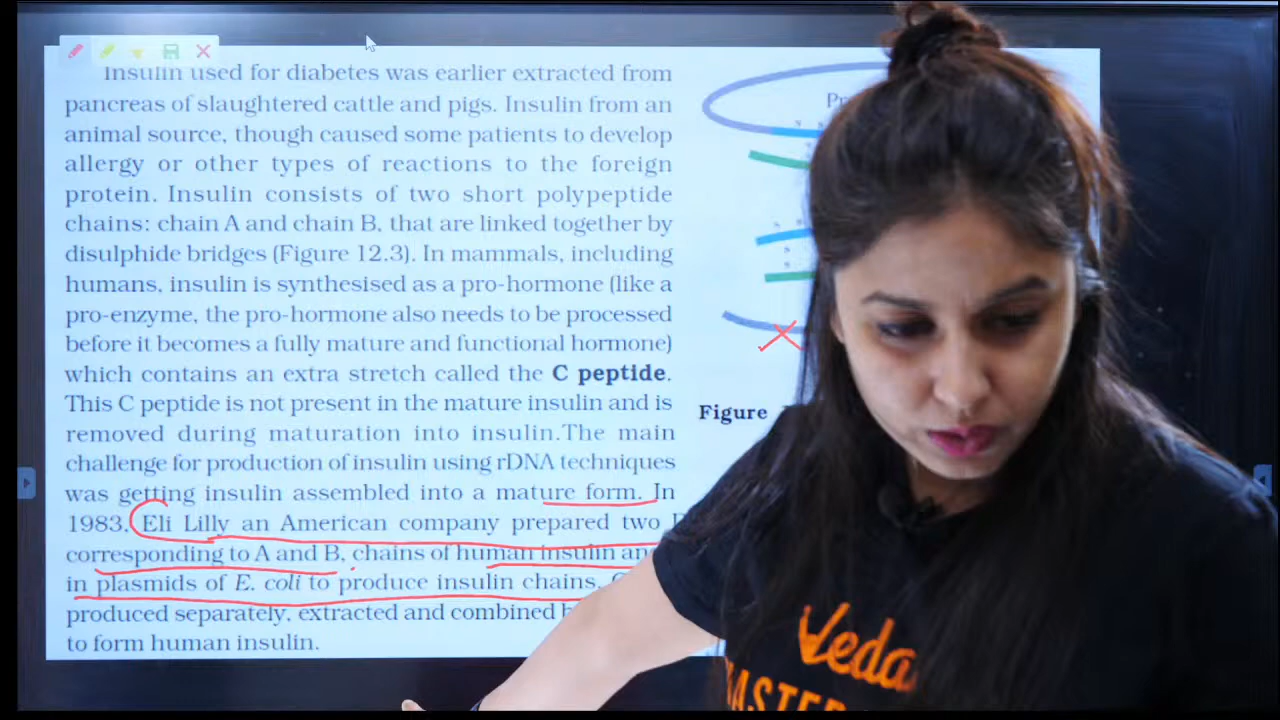 Insulin used for diabetes was earlier extracted from
pancreas of slaughtered cattle and pigs. Insulin from an
animal source, though caused some patients to develop
allergy or other types of reactions to the foreign
protein. Insulin consists of two short polypeptide
chains: chain A and chain B, that are linked together by
disulphide bridges (Figure 12.3). In mammals, including
humans, insulin is synthesised as a pro-hormone (like a
pro-enzyme, the pro-hormone also needs to be processed
before it becomes a fully mature and functional hormone)
which contains an extra stretch called the C peptide.
This C peptide is not present in the mature insulin and is
removed during maturation into insulin.The main
challenge for production of insulin using rDNA techniques
was getting insulin assembled into a mature form. In
1983, Eli Lilly an American company prepared two
corresponding to A and B, chains of human insulin and
in plasmids of E. coli to produce insulin chains.
produced separately, extracted and combined
to form human insulin.
Pr
s s
s
s
s
Figure
Veda